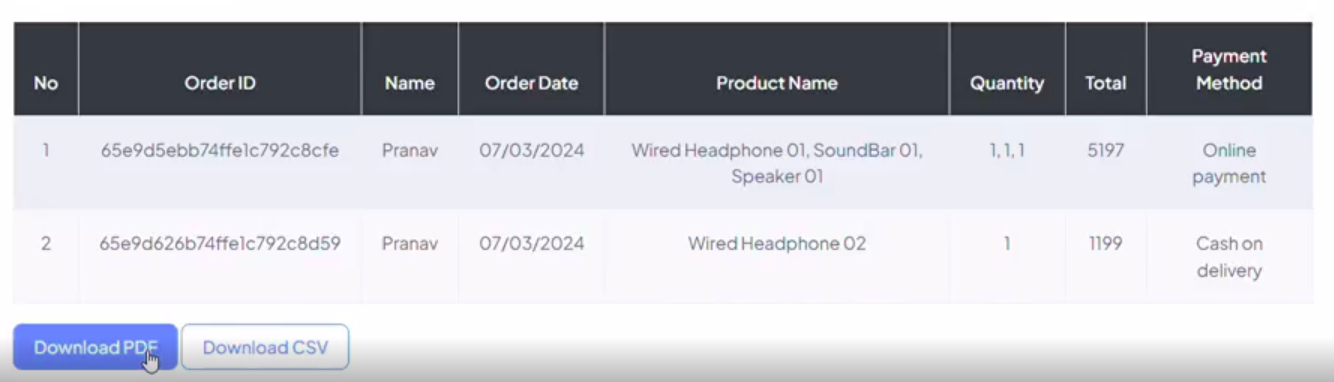 No Order ID Name Order Date Product Name Quantity Total Payment Method
1 65e9d5ebb74ffe1c792c8cfe Pranav 07/03/2024 Wired Headphone 01, SoundBar 01, Speaker 01 1, 1, 1 5197 Online payment
2 65e9d626b74ffe1c792c8d59 Pranav 07/03/2024 Wired Headphone 02 1 1199 Cash on delivery
Download PDF Download CSV